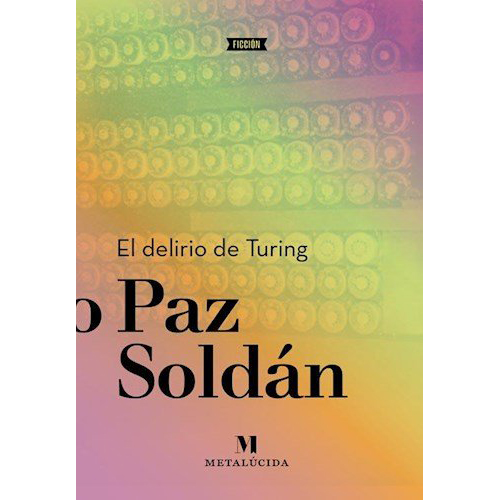 FICCIÓN
El delirio de Turing
o Paz
Soldán
M
METALÚCIDA